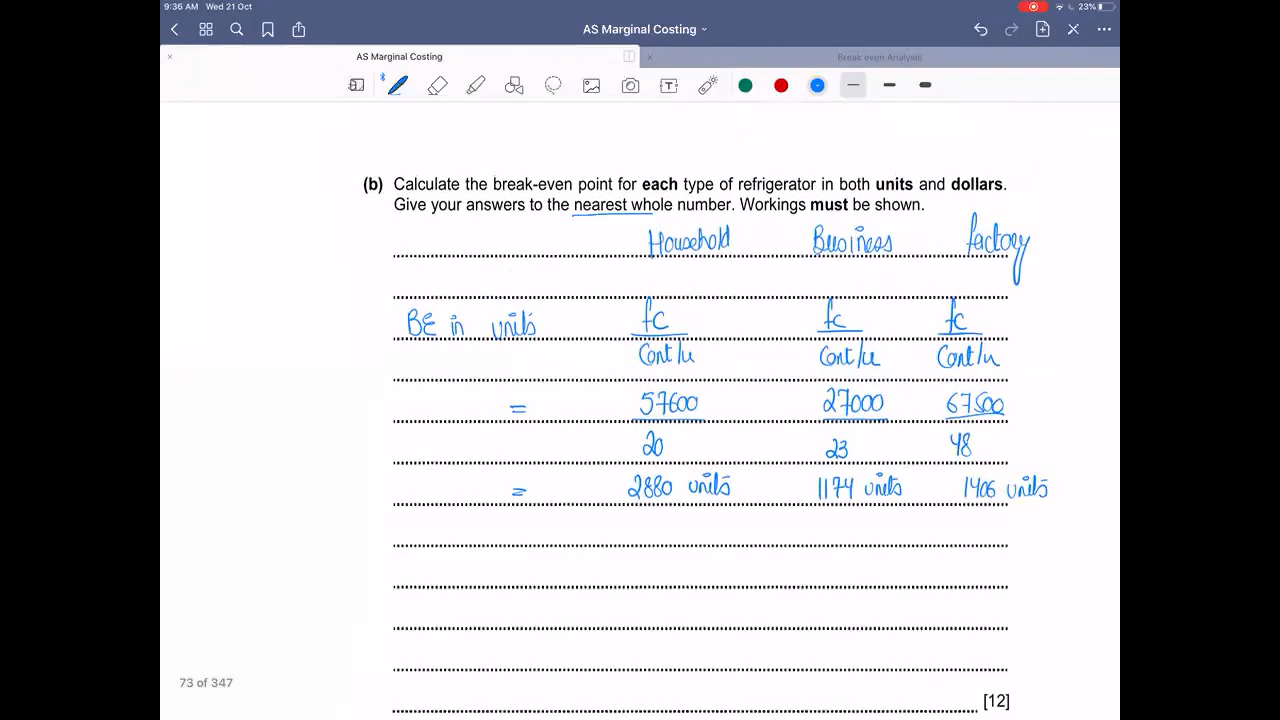 9:36 AM Wed 21 Oct
23%
AS Marginal Costing
AS Marginal Costing
Break even Analysis
(b) Calculate the break-even point for each type of refrigerator in both units and dollars.
Give your answers to the nearest whole number. Workings must be shown.
Household Business factory
BE in units fc fc fc
Cont/u Cont/u Cont/u
= 57600 27000 67500
20 23 48
= 2880 units 1174 units 1406 units
73 of 347
[12]